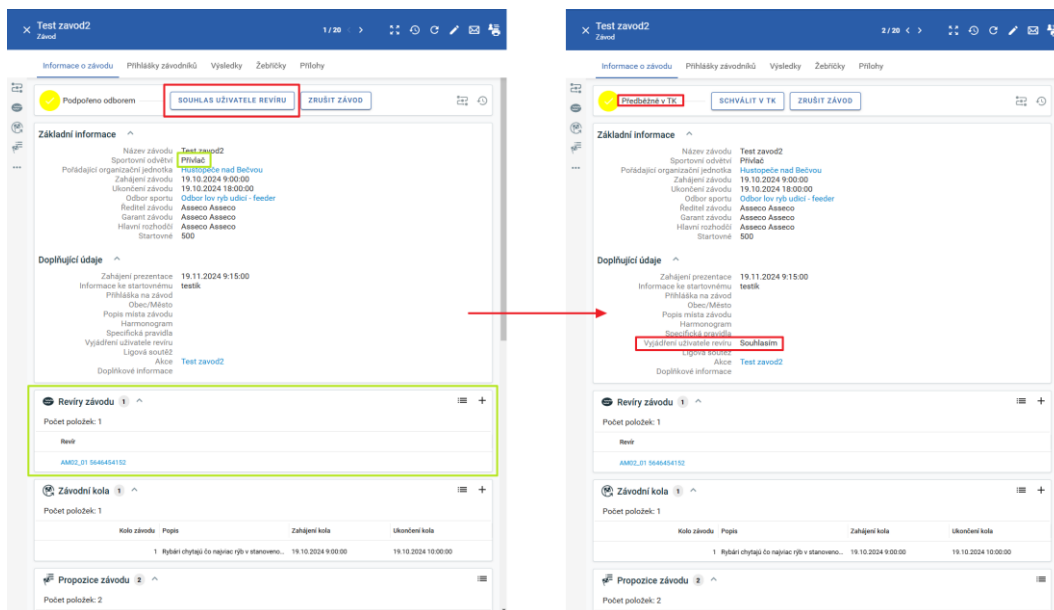 Test zavod2
Závod
1 / 20
Informace o závodu Přihlášky závodníků Výsledky Žebříčky Přílohy
Podpořeno odborem
SOUHLAS UŽIVATELE REVÍRU
ZRUŠIT ZÁVOD
Základní informace
Název závodu Test zavod2
Sportovní odvětví Přívlač
Pořádající organizační jednotka Hustopeče nad Bečvou
Zahájení závodu 19.10.2024 9:00:00
Ukončení závodu 19.10.2024 18:00:00
Odbor sportu Odbor lov ryb udicí - feeder
Ředitel závodu Asseco Asseco
Garant závodu Asseco Asseco
Hlavní rozhodčí Asseco Asseco
Startovné 500
Doplňující údaje
Zahájení prezentace 19.11.2024 9:15:00
Informace ke startovnému testik
Přihláška na závod
Obec/Město
Popis místa závodu
Harmonogram
Specifická pravidla
Vyjádření uživatele revíru
Ligová soutěž
Akce Test zavod2
Doplňkové informace
Revíry závodu 1
Počet položek: 1
Revír
AM02_01 5646454152
Závodní kola 1
Počet položek: 1
Kolo závodu Popis Zahájení kola Ukončení kola
1 Rybári chytajú čo najviac rýb v stanoveno... 19.10.2024 9:00:00 19.10.2024 10:00:00
Propozice závodu 2
Počet položek: 2
Test zavod2
Závod
2 / 20
Informace o závodu Přihlášky závodníků Výsledky Žebříčky Přílohy
Předběžně v TK
SCHVÁLIT V TK
ZRUŠIT ZÁVOD
Základní informace
Název závodu Test zavod2
Sportovní odvětví Přívlač
Pořádající organizační jednotka Hustopeče nad Bečvou
Zahájení závodu 19.10.2024 9:00:00
Ukončení závodu 19.10.2024 18:00:00
Odbor sportu Odbor lov ryb udicí - feeder
Ředitel závodu Asseco Asseco
Garant závodu Asseco Asseco
Hlavní rozhodčí Asseco Asseco
Startovné 500
Doplňující údaje
Zahájení prezentace 19.11.2024 9:15:00
Informace ke startovnému testik
Přihláška na závod
Obec/Město
Popis místa závodu
Harmonogram
Specifická pravidla
Vyjádření uživatele revíru Souhlasím
Ligová soutěž
Akce Test zavod2
Doplňkové informace
Revíry závodu 1
Počet položek: 1
Revír
AM02_01 5646454152
Závodní kola 1
Počet položek: 1
Kolo závodu Popis Zahájení kola Ukončení kola
1 Rybári chytajú čo najviac rýb v stanoveno... 19.10.2024 9:00:00 19.10.2024 10:00:00
Propozice závodu 2
Počet položek: 2